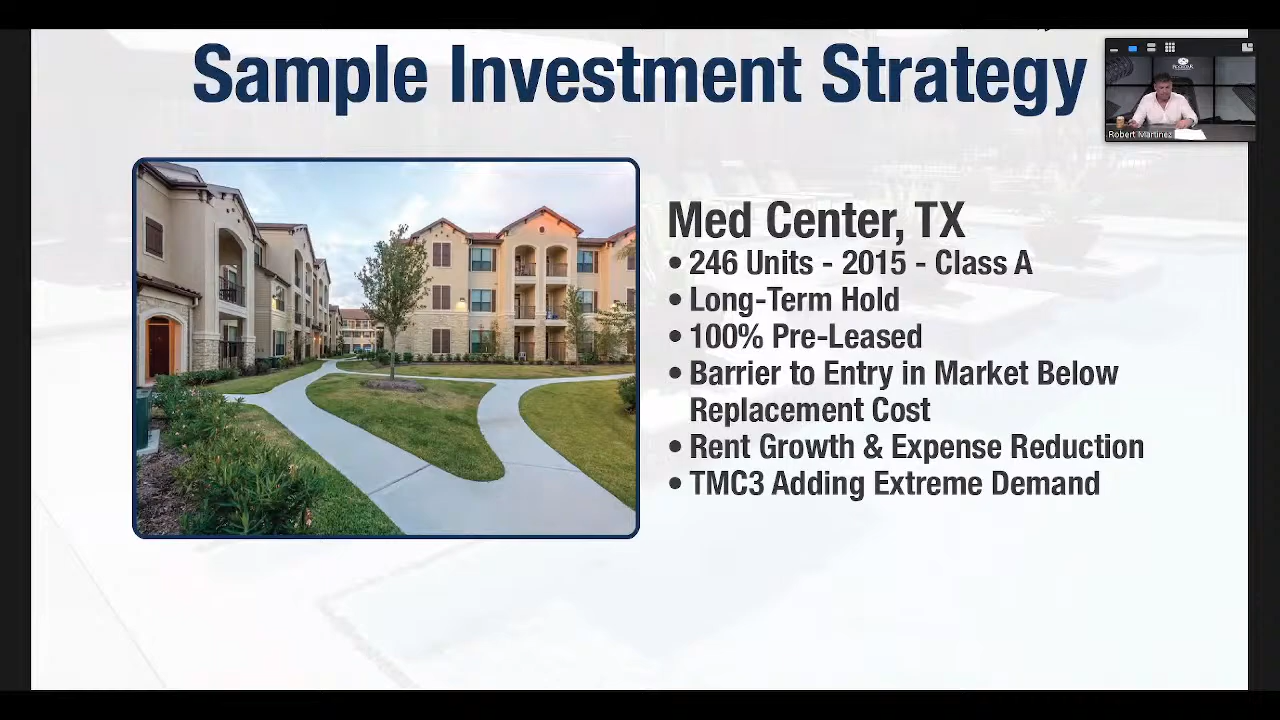 Sample Investment Strategy
Robert Martinez
Med Center, TX
• 246 Units - 2015 - Class A
• Long-Term Hold
• 100% Pre-Leased
• Barrier to Entry in Market Below
Replacement Cost
• Rent Growth & Expense Reduction
• TMC3 Adding Extreme Demand